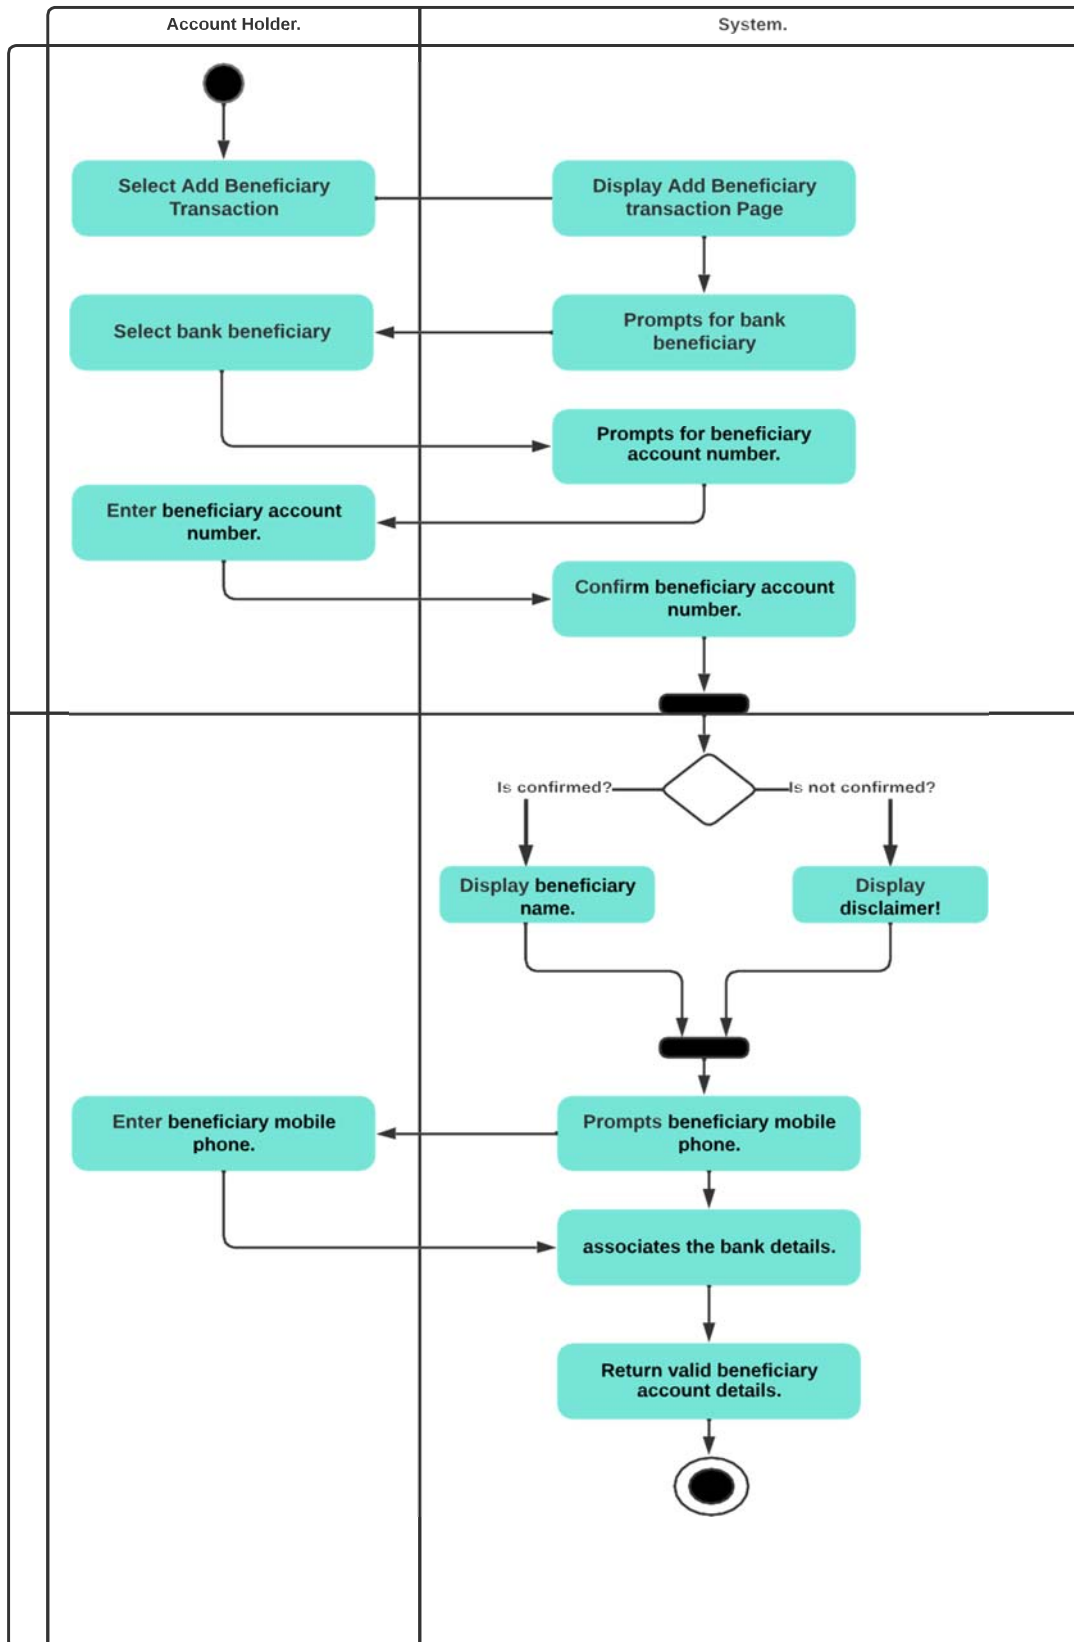 Account Holder.
System.
Select Add Beneficiary
Transaction
Display Add Beneficiary
transaction Page
Select bank beneficiary
Prompts for bank
beneficiary
Prompts for beneficiary
account number.
Enter beneficiary account
number.
Confirm beneficiary account
number.
Is confirmed?
Is not confirmed?
Display beneficiary
name.
Display
disclaimer!
Enter beneficiary mobile
phone.
Prompts beneficiary mobile
phone.
associates the bank details.
Return valid beneficiary
account details.